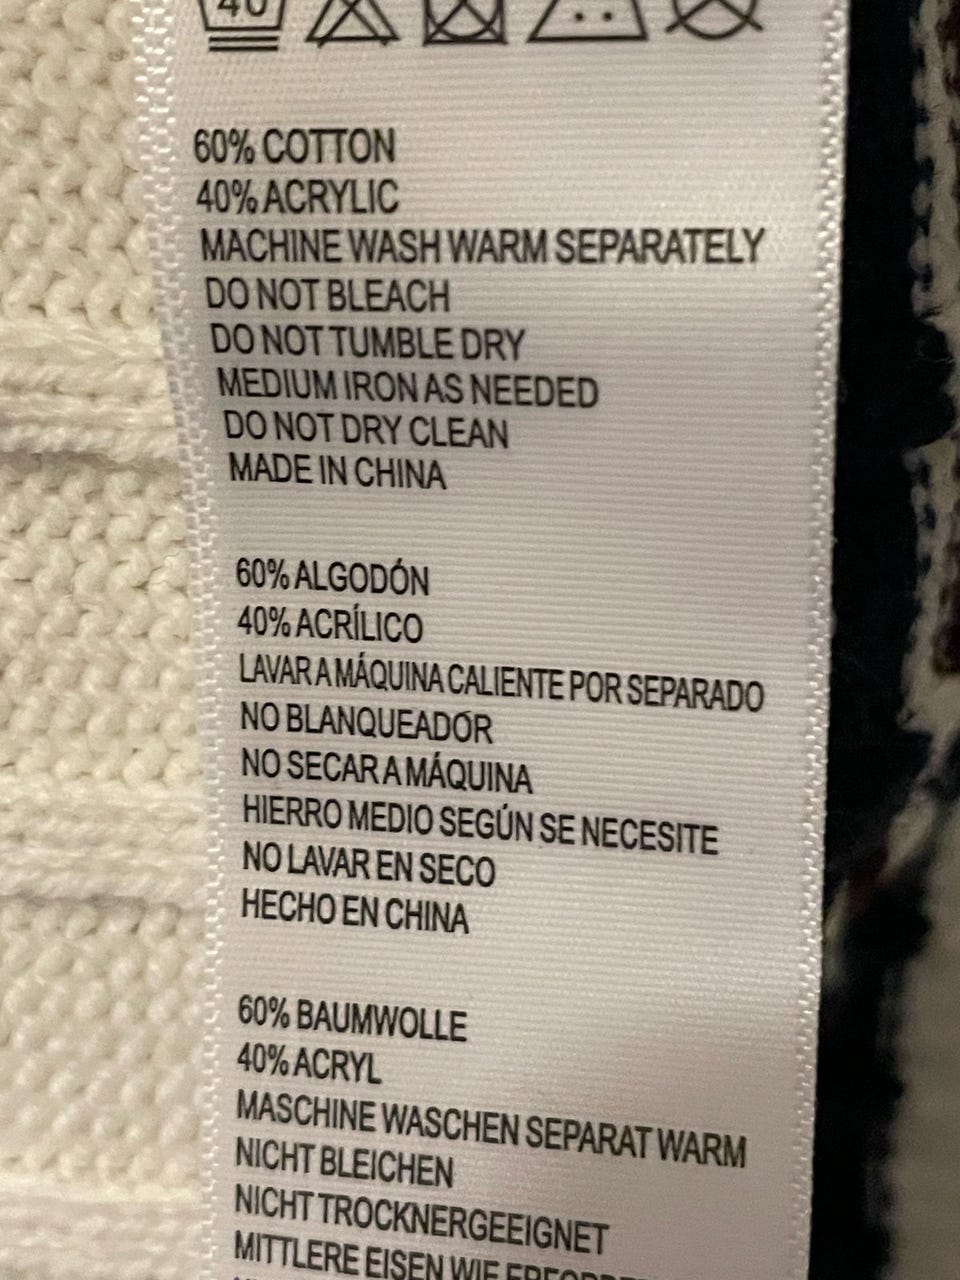 40
60% COTTON
40% ACRYLIC
MACHINE WASH WARM SEPARATELY
DO NOT BLEACH
DO NOT TUMBLE DRY
MEDIUM IRON AS NEEDED
DO NOT DRY CLEAN
MADE IN CHINA
60% ALGODÓN
40% ACRÍLICO
LAVAR A MÁQUINA CALIENTE POR SEPARADO
NO BLANQUEADOR
NO SECAR A MÁQUINA
HIERRO MEDIO SEGÚN SE NECESITE
NO LAVAR EN SECO
HECHO EN CHINA
60% BAUMWOLLE
40% ACRYL
MASCHINE WASCHEN SEPARAT WARM
NICHT BLEICHEN
NICHT TROCKNERGEEIGNET
MITTLERE EISEN WIE